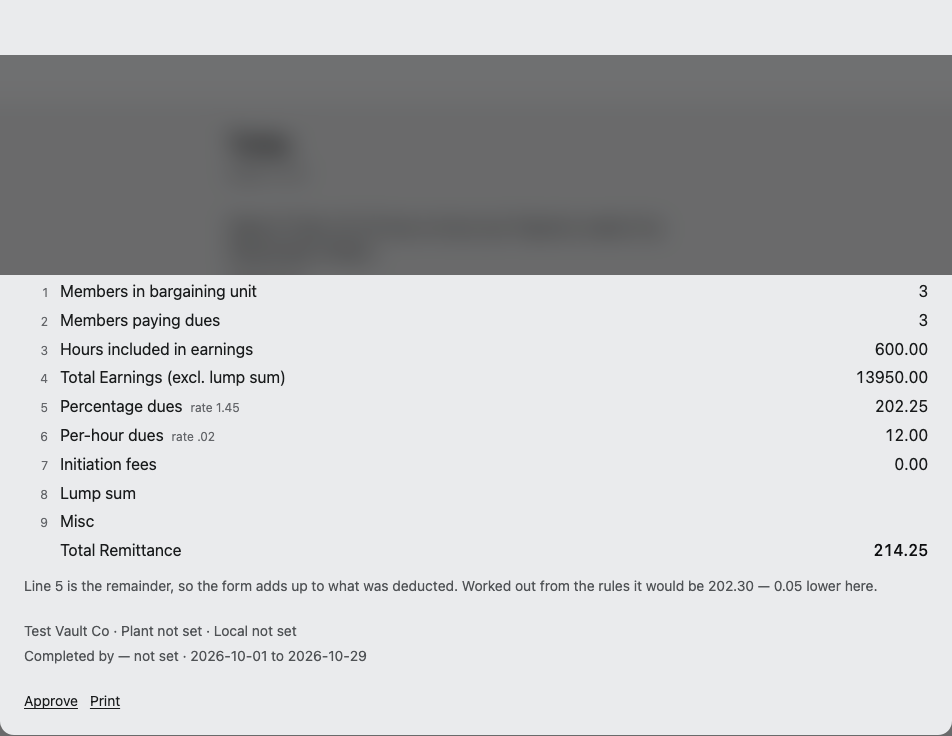 1 Members in bargaining unit 3
2 Members paying dues 3
3 Hours included in earnings 600.00
4 Total Earnings (excl. lump sum) 13950.00
5 Percentage dues rate 1.45 202.25
6 Per-hour dues rate .02 12.00
7 Initiation fees 0.00
8 Lump sum
9 Misc
Total Remittance 214.25
Line 5 is the remainder, so the form adds up to what was deducted. Worked out from the rules it would be 202.30 — 0.05 lower here.
Test Vault Co · Plant not set · Local not set
Completed by — not set · 2026-10-01 to 2026-10-29
Approve Print